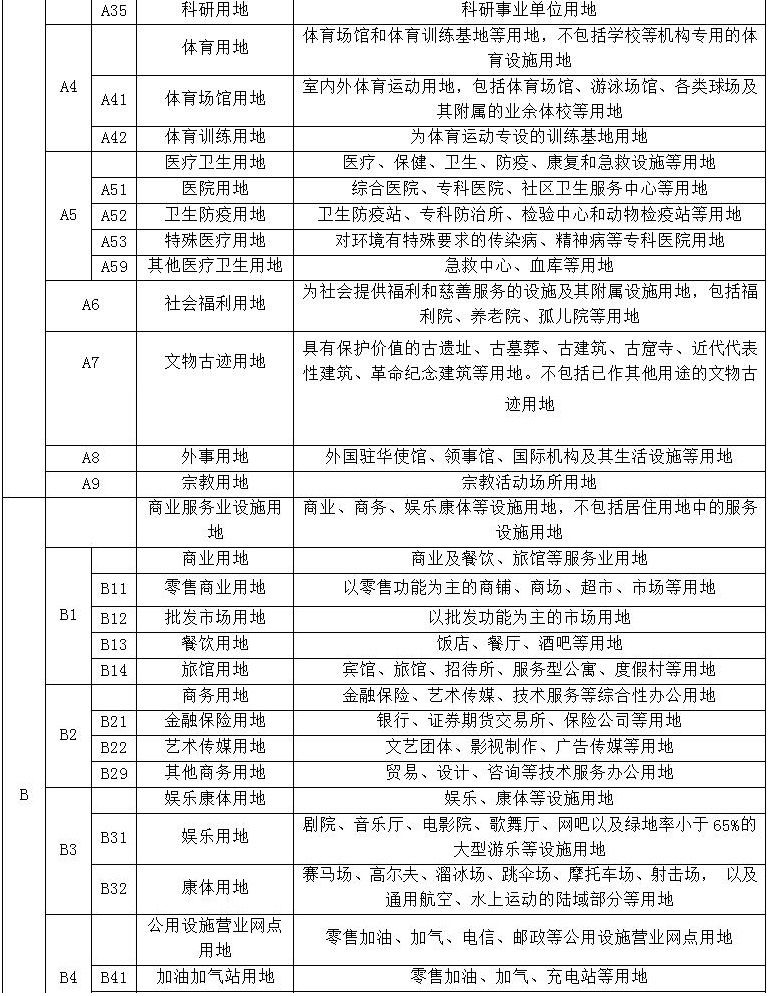 A35 科研用地 科研事业单位用地
体育用地 体育场馆和体育训练基地等用地，不包括学校等机构专用的体
育设施用地
A4
A41 体育场馆用地 室内外体育运动用地，包括体育场馆、游泳场馆、各类球场及
其附属的业余体校等用地
A42 体育训练用地 为体育运动专设的训练基地用地
医疗卫生用地 医疗、保健、卫生、防疫、康复和急救设施等用地
A51 医院用地 综合医院、专科医院、社区卫生服务中心等用地
A5 A52 卫生防疫用地 卫生防疫站、专科防治所、检验中心和动物检疫站等用地
A53 特殊医疗用地 对环境有特殊要求的传染病、精神病等专科医院用地
A59 其他医疗卫生用地 急救中心、血库等用地
A6 社会福利用地 为社会提供福利和慈善服务的设施及其附属设施用地，包括福
利院、养老院、孤儿院等用地
A7 文物古迹用地 具有保护价值的古遗址、古墓葬、古建筑、古窟寺、近代代表
性建筑、革命纪念建筑等用地。不包括已作其他用途的文物古
迹用地
A8 外事用地 外国驻华使馆、领事馆、国际机构及其生活设施等用地
A9 宗教用地 宗教活动场所用地
商业服务业设施用 商业、商务、娱乐康体等设施用地，不包括居住用地中的服务
地 设施用地
商业用地 商业及餐饮、旅馆等服务业用地
B11 零售商业用地 以零售功能为主的商铺、商场、超市、市场等用地
B1 B12 批发市场用地 以批发功能为主的市场用地
B13 餐饮用地 饭店、餐厅、酒吧等用地
B14 旅馆用地 宾馆、旅馆、招待所、服务型公寓、度假村等用地
商务用地 金融保险、艺术传媒、技术服务等综合性办公用地
B2 B21 金融保险用地 银行、证券期货交易所、保险公司等用地
B22 艺术传媒用地 文艺团体、影视制作、广告传媒等用地
B29 其他商务用地 贸易、设计、咨询等技术服务办公用地
B
娱乐康体用地 娱乐、康体等设施用地
B3 B31 娱乐用地 剧院、音乐厅、电影院、歌舞厅、网吧以及绿地率小于65%的
大型游乐等设施用地
B32 康体用地 赛马场、高尔夫、溜冰场、跳伞场、摩托车场、射击场， 以及
通用航空、水上运动的陆域部分等用地
公用设施营业网点 零售加油、加气、电信、邮政等公用设施营业网点用地
用地
B4 B41 加油加气站用地 零售加油、加气、充电站等用地